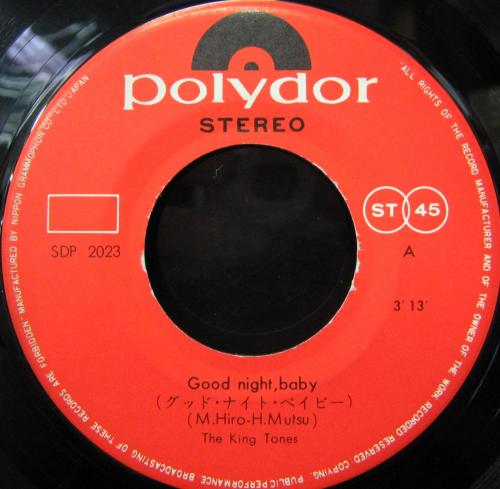 polydor
STEREO
ST 45
SDP 2023
A
3'13'
Good night,baby
(グッド・ナイト・ベイビー)
(M.Hiro-H.Mutsu)
The King Tones
ALL RIGHTS OF THE RECORD MANUFACTURER AND OF THE OWNER OF THE WORK RECORDED RESERVED. COPYING, PUBLIC PERFORMANCE, BROADCASTING OF THESE RECORDS ARE FORBIDDEN・MANUFACTURED BY NIPPON GRAMMOPHON CO., LTD. JAPAN